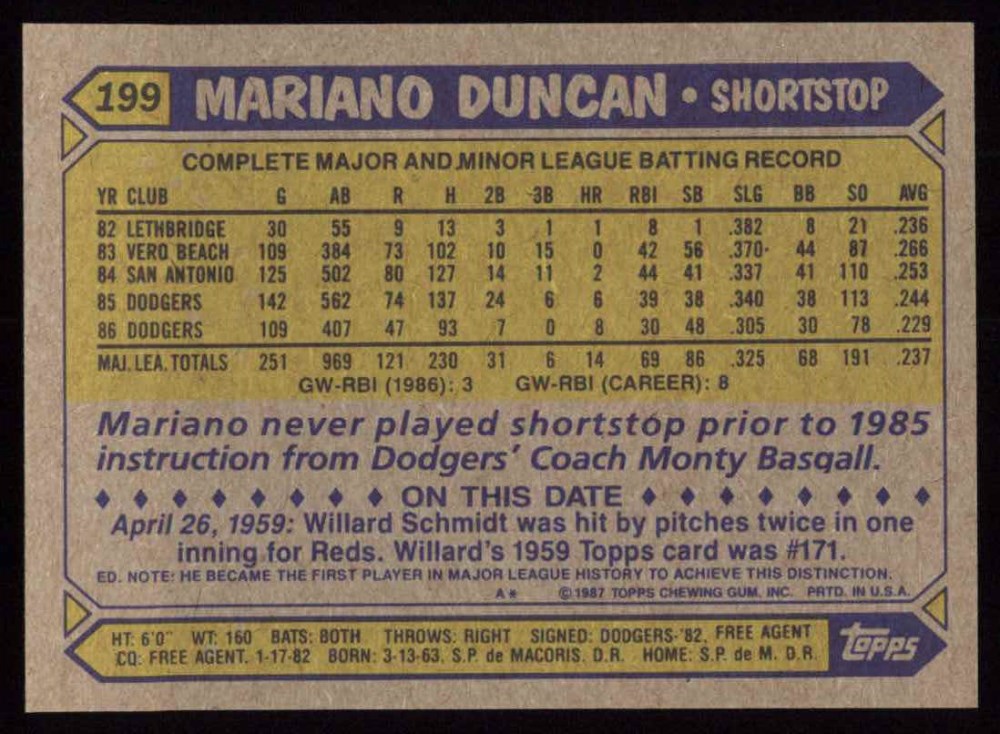 199 MARIANO DUNCAN • SHORTSTOP
COMPLETE MAJOR AND MINOR LEAGUE BATTING RECORD
YR CLUB G AB R H 2B 3B HR RBI SB SLG BB SO AVG
82 LETHBRIDGE 30 55 9 13 3 1 1 8 1 .382 8 21 .236
83 VERO BEACH 109 384 73 102 10 15 0 42 56 .370 44 87 .266
84 SAN ANTONIO 125 502 80 127 14 11 2 44 41 .337 41 110 .253
85 DODGERS 142 562 74 137 24 6 6 39 38 .340 38 113 .244
86 DODGERS 109 407 47 93 7 0 8 30 48 .305 30 78 .229
MAJ. LEA. TOTALS 251 969 121 230 31 6 14 69 86 .325 68 191 .237
GW-RBI (1986): 3 GW-RBI (CAREER): 8
Mariano never played shortstop prior to 1985
instruction from Dodgers' Coach Monty Basgall.
♦ ♦ ♦ ♦ ♦ ♦ ♦ ♦ ON THIS DATE ♦ ♦ ♦ ♦ ♦ ♦ ♦ ♦
April 26, 1959: Willard Schmidt was hit by pitches twice in one
inning for Reds. Willard's 1959 Topps card was #171.
ED. NOTE: HE BECAME THE FIRST PLAYER IN MAJOR LEAGUE HISTORY TO ACHIEVE THIS DISTINCTION.
A* © 1987 TOPPS CHEWING GUM, INC. PRTD. IN U.S.A.
HT: 6'0" WT: 160 BATS: BOTH THROWS: RIGHT SIGNED: DODGERS-'82, FREE AGENT
CQ: FREE AGENT, 1-17-82 BORN: 3-13-63, S.P. de MACORIS, D.R. HOME: S.P. de M. D.R.
topps